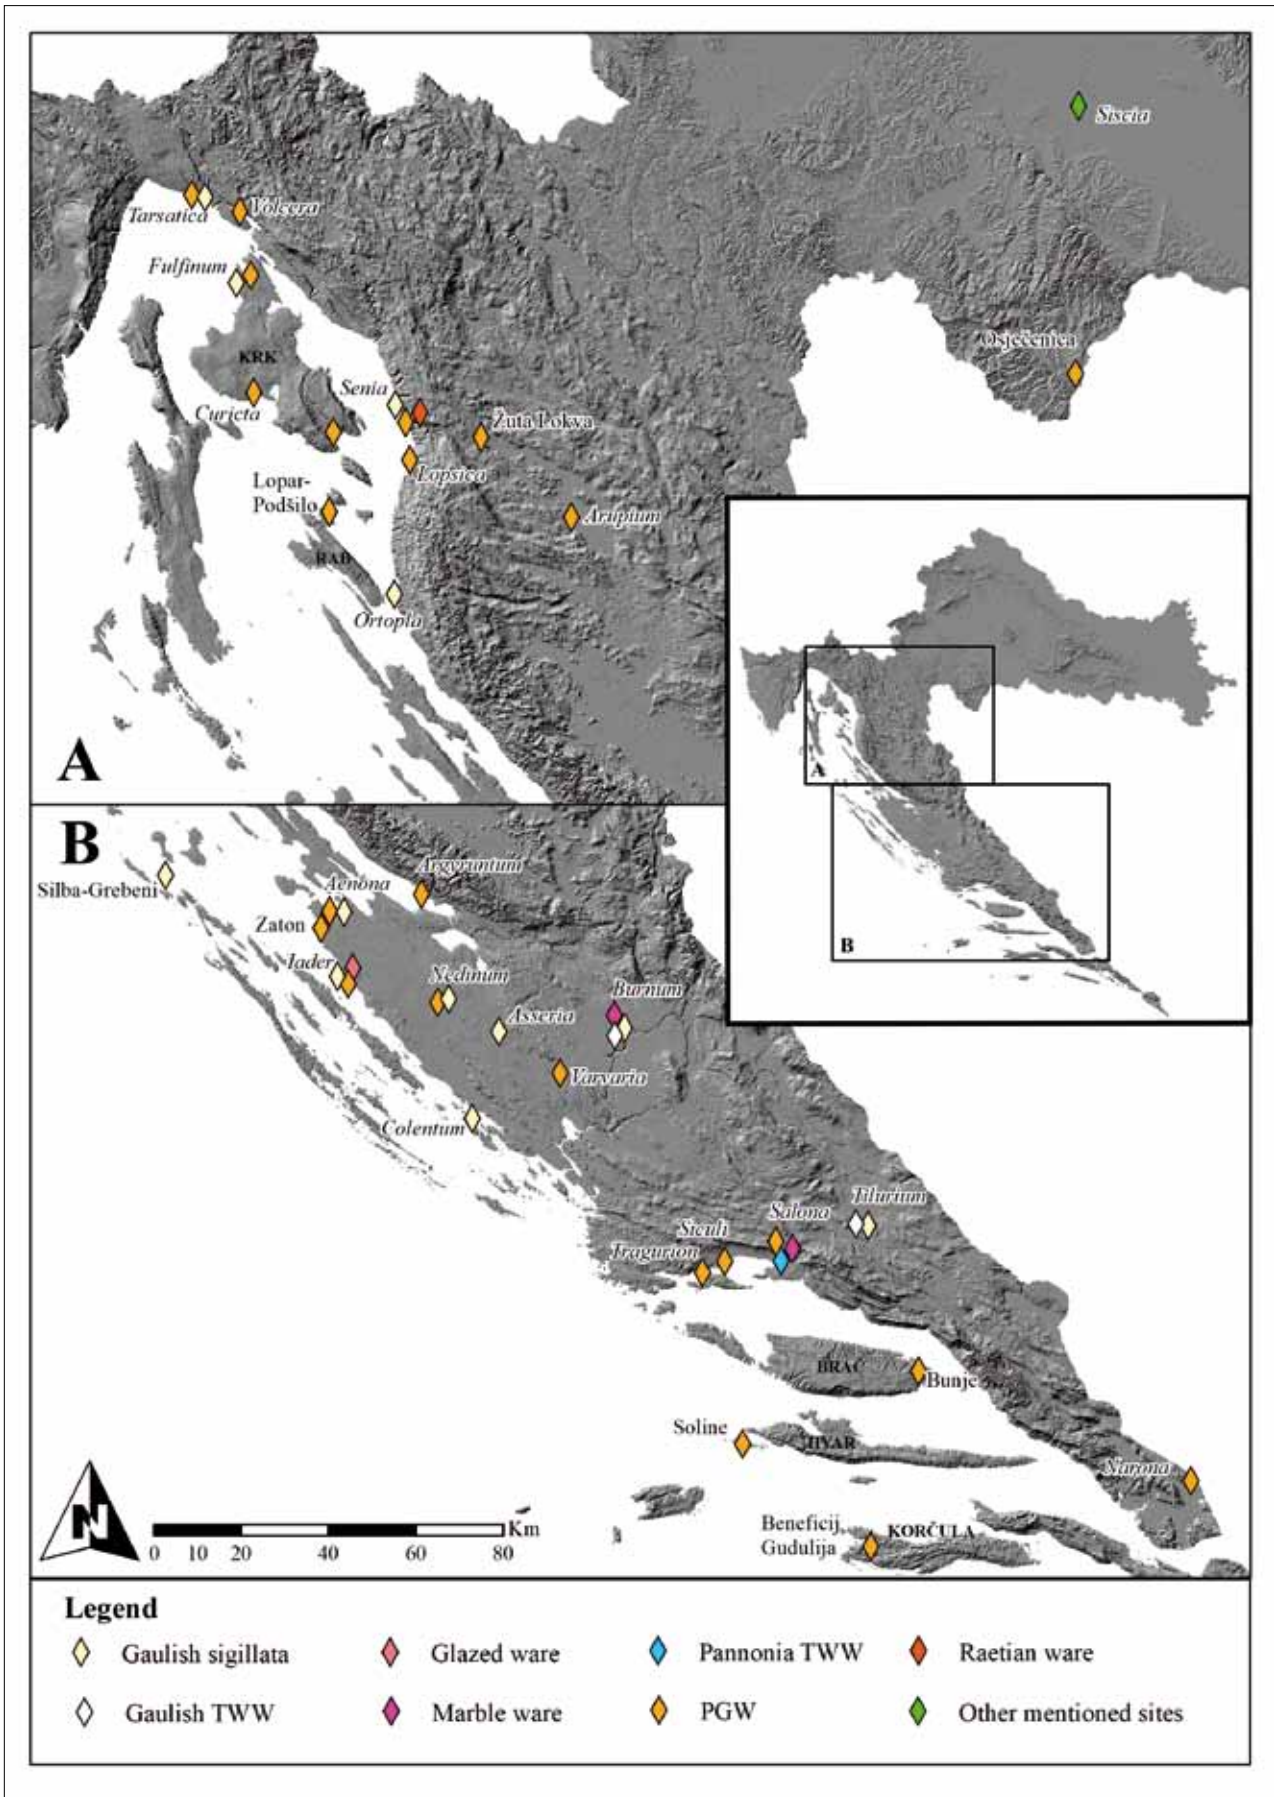 Siscia
Tarsatica
Volcera
Fulfinum
Osječenica
KRK
Senia
Curicta
Žuta Lokva
Lopsica
Lopar-
Podšilo
Arupium
RAB
Ortopla
A
A
B
B
Argyruntum
Silba-Grebeni
Aenona
Zaton
Iader
Nedinum
Burnum
Asseria
Varvaria
Colentum
Tilurium
Salona
Siculi
Tragurion
BRAČ
Bunje
Soline
HVAR
Narona
Beneficij
Gudulija
KORČULA
N
Km
0 10 20 40 60 80
Legend
Gaulish sigillata
Glazed ware
Pannonia TWW
Raetian ware
Gaulish TWW
Marble ware
PGW
Other mentioned sites